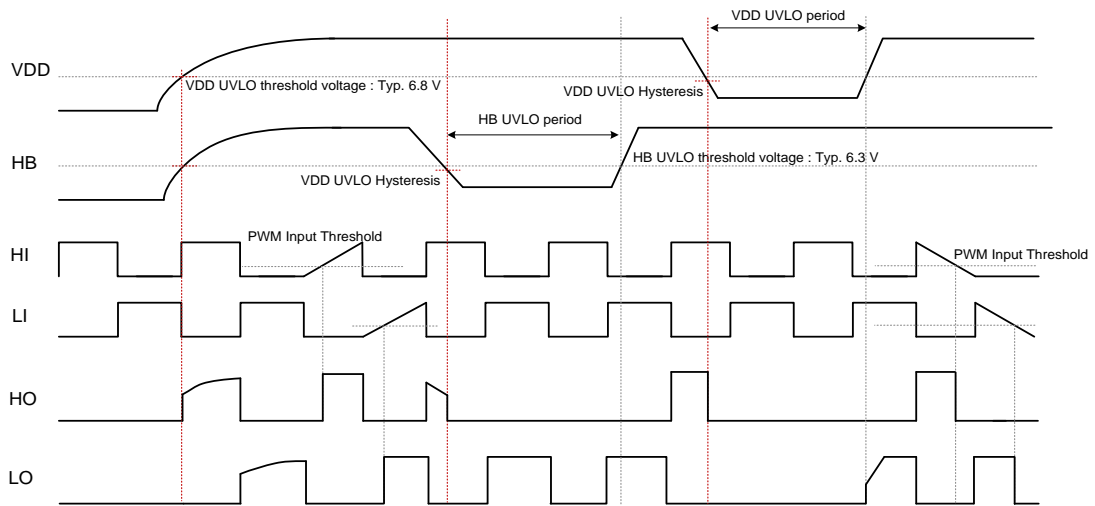 VDD UVLO period
VDD
VDD UVLO threshold voltage : Typ. 6.8 V
VDD UVLO Hysteresis
HB UVLO period
HB
HB UVLO threshold voltage : Typ. 6.3 V
VDD UVLO Hysteresis
PWM Input Threshold
HI
PWM Input Threshold
LI
HO
LO